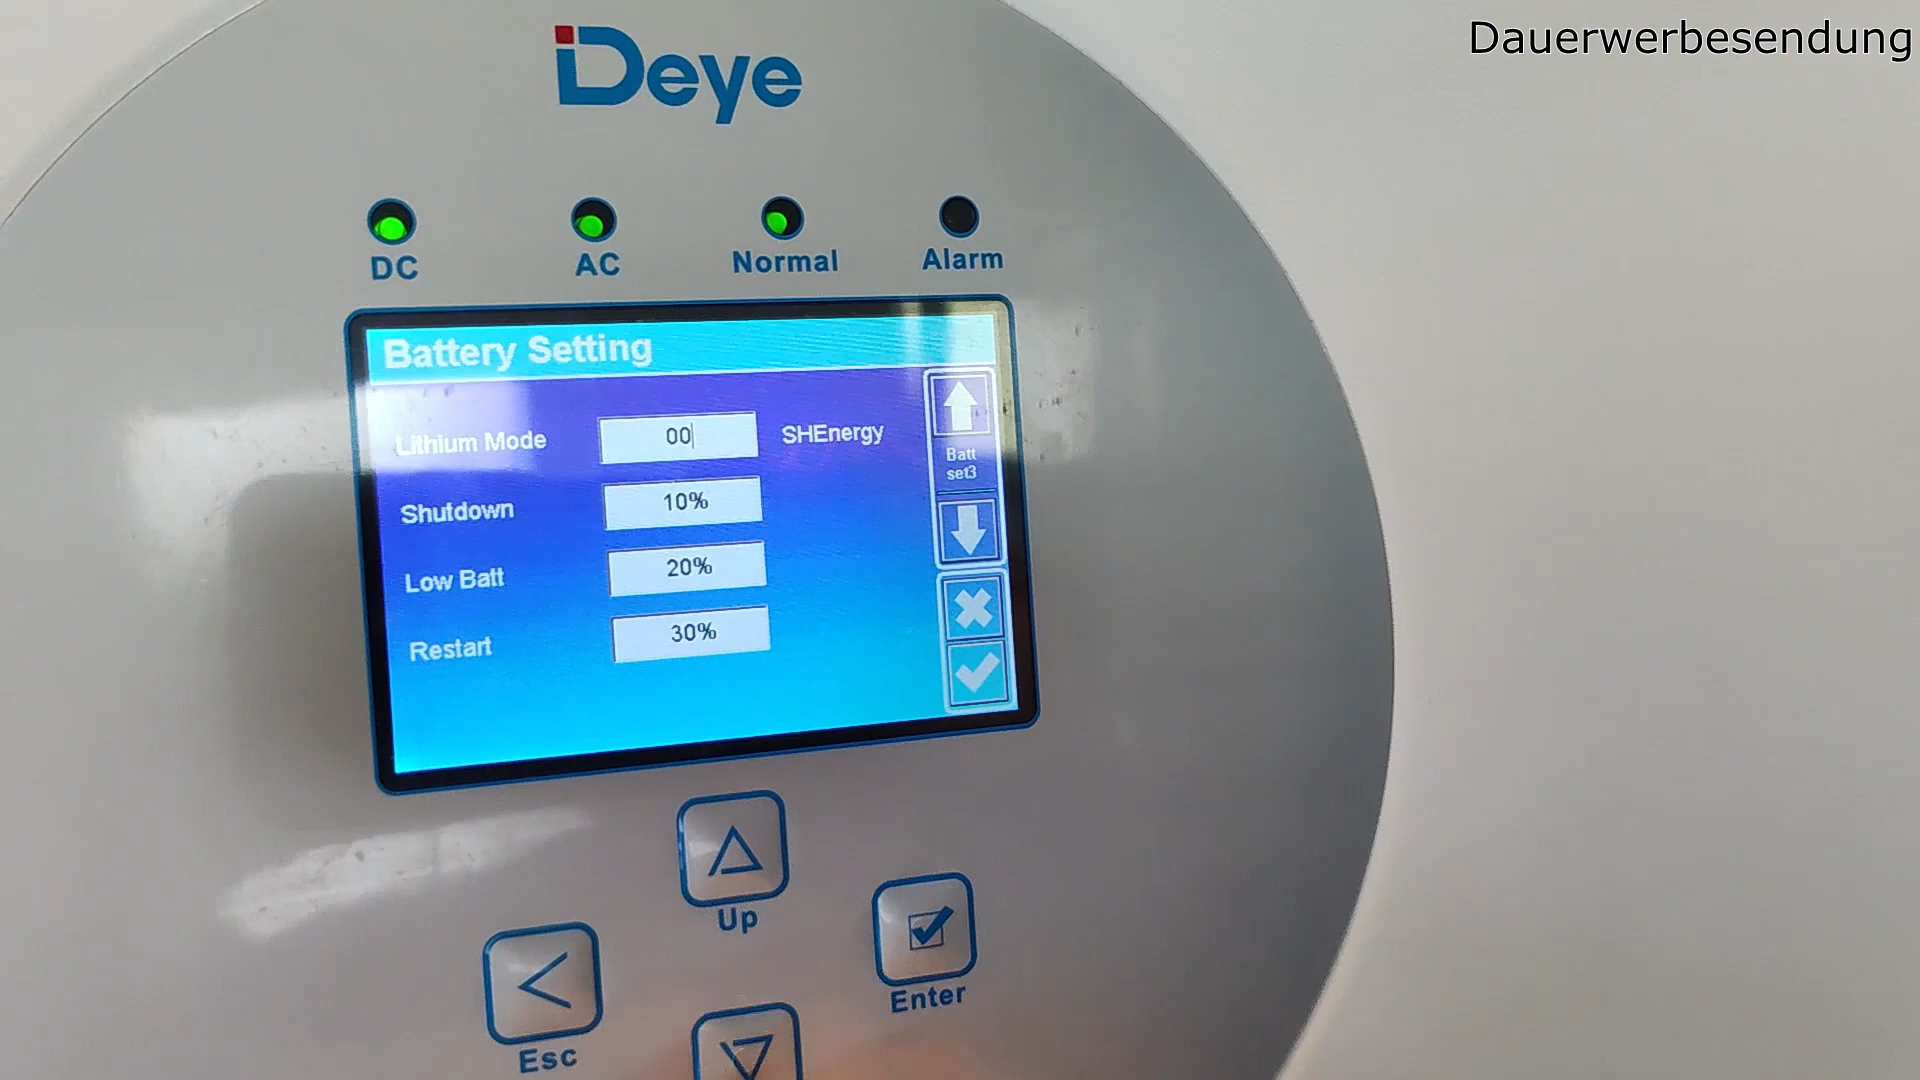 Dauerwerbesendung
Deye
DC AC Normal Alarm
Battery Setting
Lithium Mode 00 SHEnergy
Batt
set3
Shutdown 10%
Low Batt 20%
Restart 30%
Up
Enter
Esc